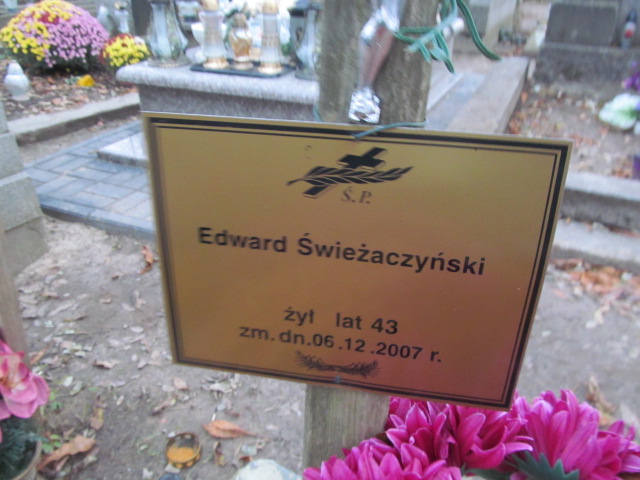 Ś.P.
Edward Świeżaczyński
żył lat 43
zm. dn.06.12.2007 r.